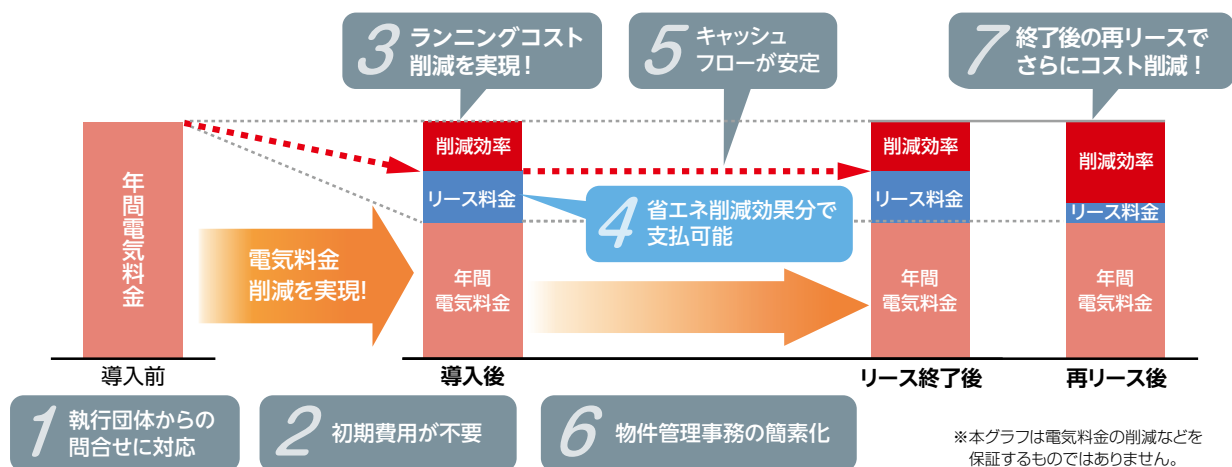 3 ランニングコスト
削減を実現！
5 キャッシュ
フローが安定
7 終了後の再リースで
さらにコスト削減！
年間電気料金
削減効率
リース料金
年間
電気料金
削減効率
リース料金
年間
電気料金
削減効率
リース料金
年間
電気料金
4 省エネ削減効果分で
支払可能
電気料金
削減を実現!
導入前
導入後
リース終了後
再リース後
1 執行団体からの
問合せに対応
2 初期費用が不要
6 物件管理事務の簡素化
※本グラフは電気料金の削減などを
保証するものではありません。